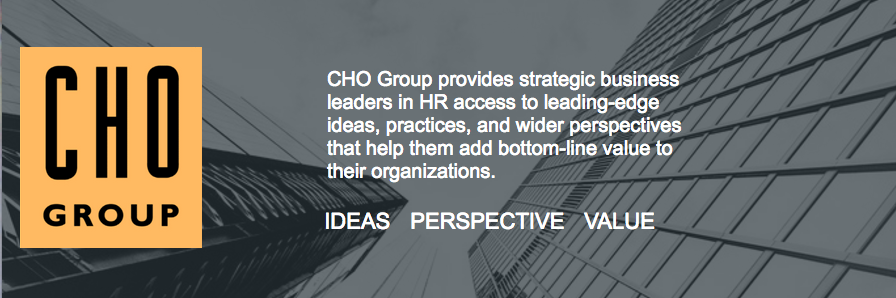 CHO
GROUP
CHO Group provides strategic business
leaders in HR access to leading-edge
ideas, practices, and wider perspectives
that help them add bottom-line value to
their organizations.
IDEAS PERSPECTIVE VALUE